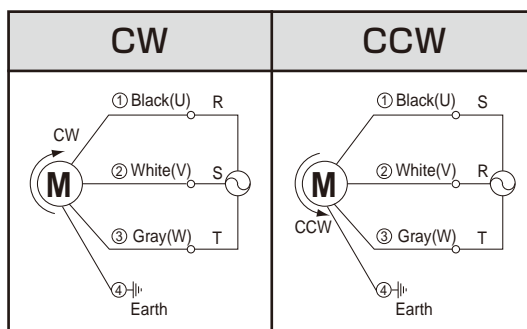 CW
CCW
① Black(U) R
CW
② White(V) S
M
③ Gray(W) T
④
Earth
① Black(U) S
② White(V) R
M
CCW
③ Gray(W) T
④
Earth